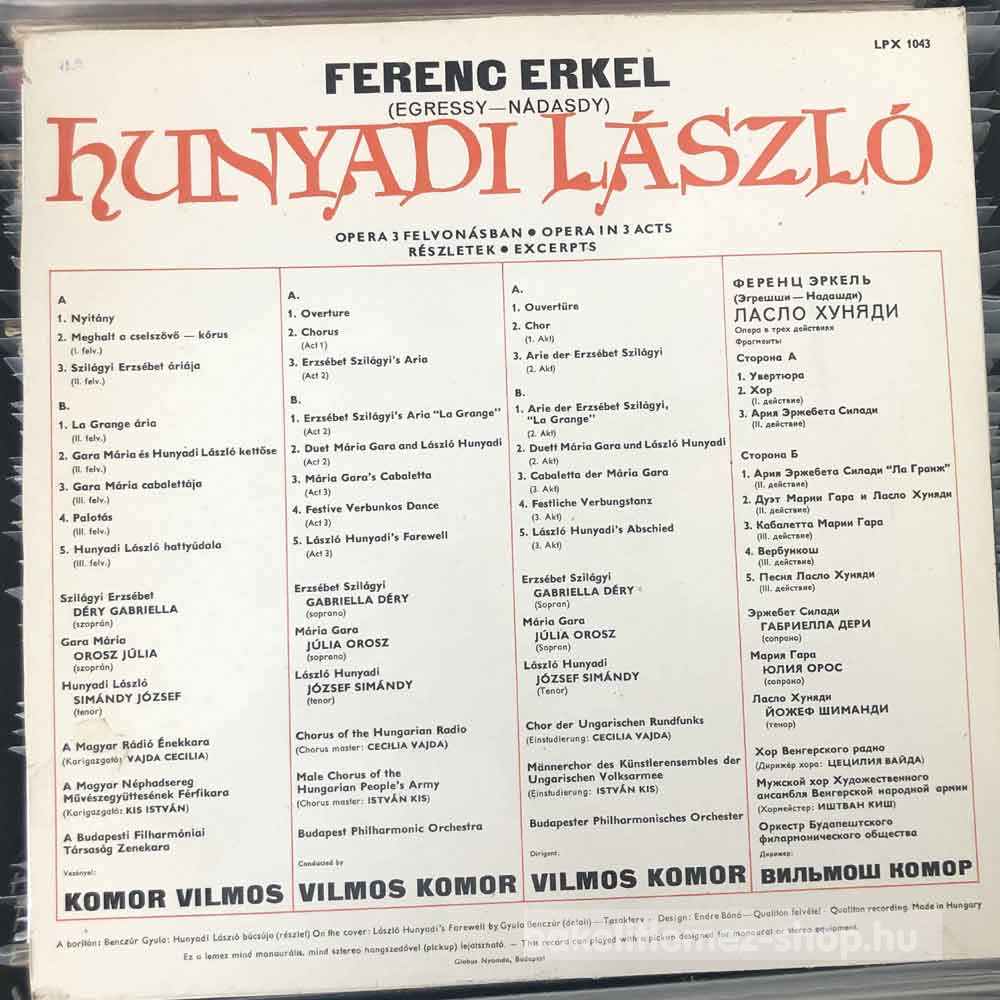 LPX 1043
FERENC ERKEL
(EGRESSY—NÁDASDY)
HUNYADI LÁSZLÓ
OPERA 3 FELVONÁSBAN ● OPERA IN 3 ACTS
RÉSZLETEK ● EXCERPTS
A
1. Nyitány
2. Meghalt a cselszövő — kórus
(I. felv.)
3. Szilágyi Erzsébet áriája
(II. felv.)
B.
1. La Grange ária
(II. felv.)
2. Gara Mária és Hunyadi László kettőse
(II. felv.)
3. Gara Mária cabalettája
(III. felv.)
4. Palotás
(III. felv.)
5. Hunyadi László hattyúdala
(III. felv.)
Szilágyi Erzsébet
DÉRY GABRIELLA
(szoprán)
Gara Mária
OROSZ JÚLIA
(szoprán)
Hunyadi László
SIMÁNDY JÓZSEF
(tenor)
A Magyar Rádió Énekkara
(Karigazgató: VAJDA CECILIA)
A Magyar Néphadsereg
Művészegyüttesének Férfikara
(Karigazgató: KIS ISTVÁN)
A Budapesti Filharmóniai
Társaság Zenekara
Vezényel:
KOMOR VILMOS
A.
1. Overture
2. Chorus
(Act 1)
3. Erzsébet Szilágyi's Aria
(Act 2)
B.
1. Erzsébet Szilágyi's Aria "La Grange"
(Act 2)
2. Duet Mária Gara and László Hunyadi
(Act 2)
3. Mária Gara's Cabaletta
(Act 3)
4. Festive Verbunkos Dance
(Act 3)
5. László Hunyadi's Farewell
(Act 3)
Erzsébet Szilágyi
GABRIELLA DÉRY
(soprano)
Mária Gara
JÚLIA OROSZ
(soprano)
László Hunyadi
JÓZSEF SIMÁNDY
(tenor)
Chorus of the Hungarian Radio
(Chorus master: CECILIA VAJDA)
Male Chorus of the
Hungarian People's Army
(Chorus master: ISTVÁN KIS)
Budapest Philharmonic Orchestra
Conducted by
VILMOS KOMOR
A.
1. Ouvertüre
2. Chor
(1. Akt)
3. Arie der Erzsébet Szilágyi
(2. Akt)
B.
1. Arie der Erzsébet Szilágyi,
"La Grange"
(2. Akt)
2. Duett Mária Gara und László Hunyadi
(2. Akt)
3. Cabaletta der Mária Gara
(3. Akt)
4. Festliche Verbungstanz
(3. Akt)
5. László Hunyadi's Abschied
(3. Akt)
Erzsébet Szilágyi
GABRIELLA DÉRY
(Sopran)
Mária Gara
JÚLIA OROSZ
(Sopran)
László Hunyadi
JÓZSEF SIMÁNDY
(Tenor)
Chor der Ungarischen Rundfunks
(Einstudierung: CECILIA VAJDA)
Männerchor des Künstlerensembles der
Ungarischen Volksarmee
(Einstudierung: ISTVÁN KIS)
Budapester Philharmonisches Orchester
Dirigent:
VILMOS KOMOR
ФЕРЕНЦ ЭРКЕЛЬ
(Эгрешши — Надашди)
ЛАСЛО ХУНЯДИ
Опера в трех действиях
Фрагменты
Сторона А
1. Увертюра
2. Хор
(I. действие)
3. Ария Эржебета Силади
(II. действие)
Сторона Б
1. Ария Эржебета Силади "Ла Гранж"
(II. действие)
2. Дуэт Марии Гара и Ласло Хуняди
(II. действие)
3. Кабалетта Марии Гара
(III. действие)
4. Вербункош
(III. действие)
5. Песня Ласло Хуняди
(III. действие)
Эржебет Силади
ГАБРИЕЛЛА ДЕРИ
(сопрано)
Мария Гара
ЮЛИЯ ОРОС
(сопрано)
Ласло Хуняди
ЙОЖЕФ ШИМАНДИ
(тенор)
Хор Венгерского радио
(Дирижёр хора: ЦЕЦИЛИЯ ВАЙДА)
Мужской хор Художественного
ансамбля Венгерской народной армии
(Хормейстер: ИШТВАН КИШ)
Оркестр Будапештского
филармонического общества
Дирижер:
ВИЛЬМОШ КОМОР
A borítón: Benczúr Gyula: Hunyadi László búcsúja (részlet) On the cover: László Hunyadi's Farewell by Gyula Benczúr (detail) — Tasakterv - Design: Endre Bánó — Qualiton felvétel - Qualiton recording. Made in Hungary
Ez a lemez mind monaurális, mind sztereo hangszedővel (pickup) lejátszható. — This record can played with a pickup designed for monaural or stereo equipment.
Globus Nyomda, Budapest